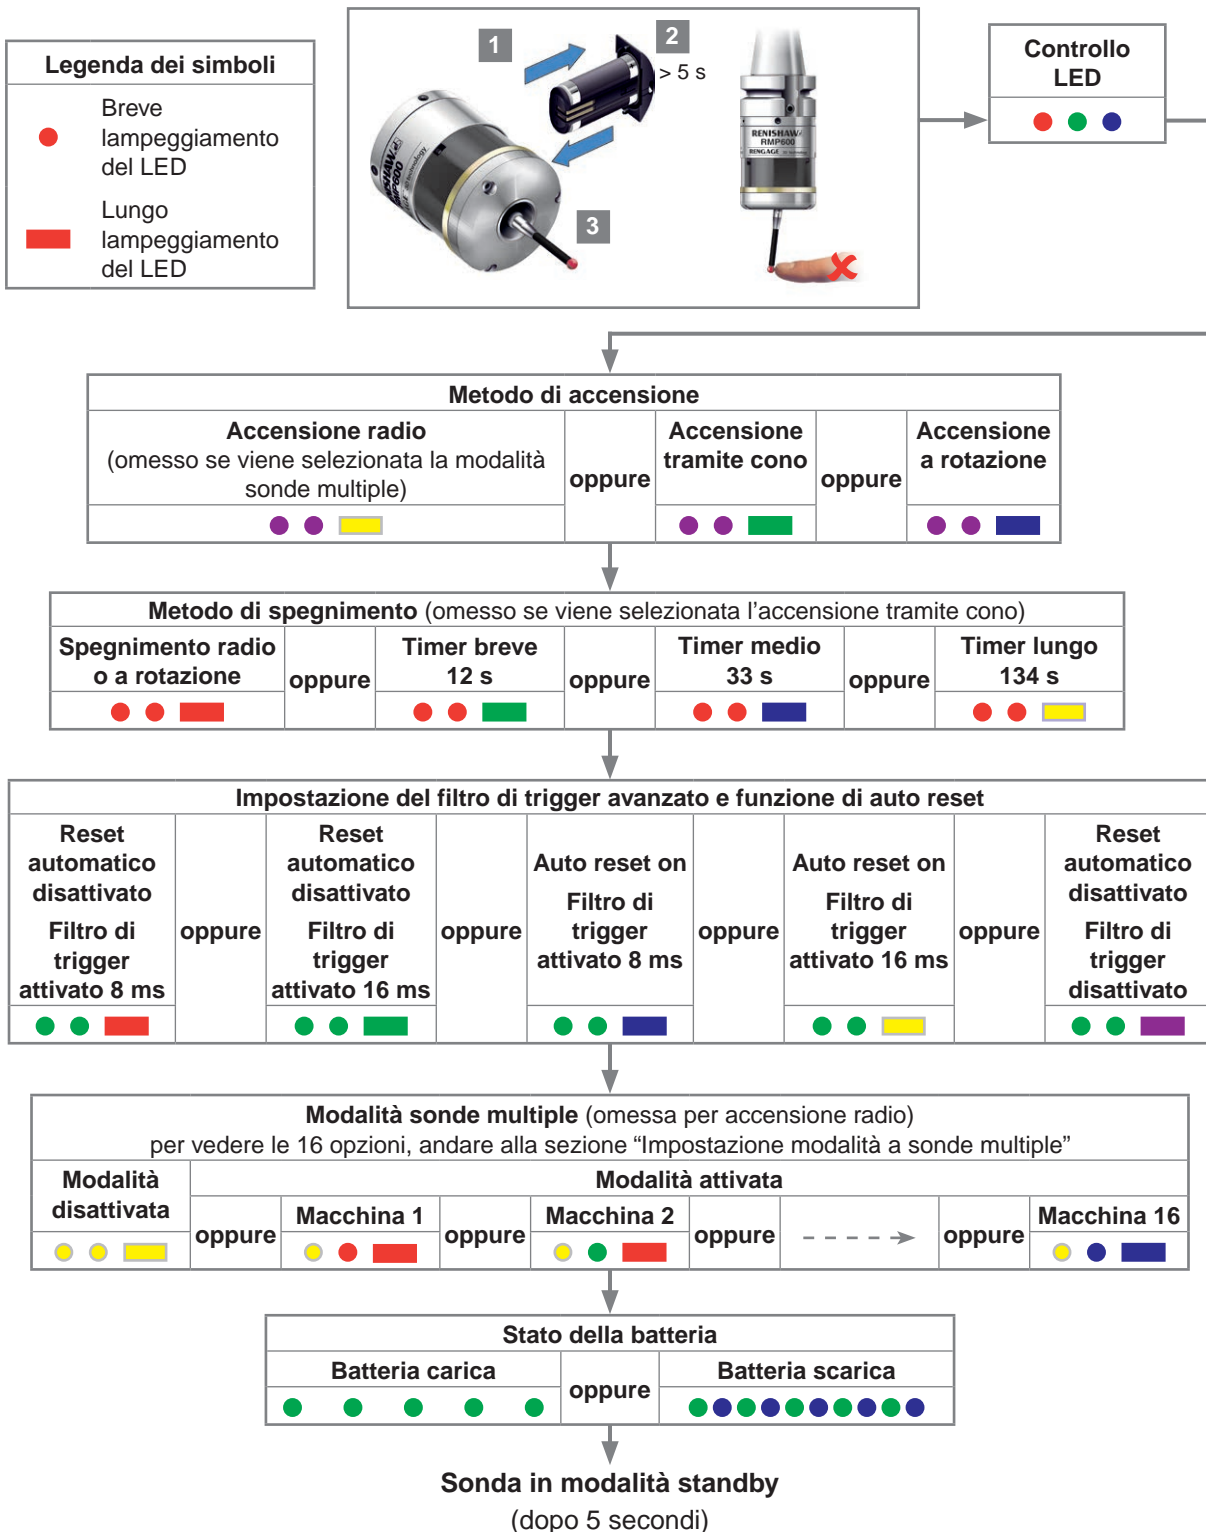 Legenda dei simboli
Breve
lampeggiamento
del LED
Lungo
lampeggiamento
del LED
1
2
> 5 s
3
RENISHAW
RMP600
RENISHAW
RMP600
RENGAGE
Controllo
LED
Metodo di accensione
Accensione radio
(omesso se viene selezionata la modalità
sonde multiple)
oppure
Accensione
tramite cono
oppure
Accensione
a rotazione
Metodo di spegnimento (omesso se viene selezionata l'accensione tramite cono)
Spegnimento radio
o a rotazione
oppure
Timer breve
12 s
oppure
Timer medio
33 s
oppure
Timer lungo
134 s
Impostazione del filtro di trigger avanzato e funzione di auto reset
Reset
automatico
disattivato
Filtro di
trigger
attivato 8 ms
oppure
Reset
automatico
disattivato
Filtro di
trigger
attivato 16 ms
oppure
Auto reset on
Filtro di
trigger
attivato 8 ms
oppure
Auto reset on
Filtro di
trigger
attivato 16 ms
oppure
Reset
automatico
disattivato
Filtro di
trigger
disattivato
Modalità sonde multiple (omessa per accensione radio)
per vedere le 16 opzioni, andare alla sezione “Impostazione modalità a sonde multiple”
Modalità
disattivata
Modalità attivata
oppure
Macchina 1
oppure
Macchina 2
oppure
oppure
Macchina 16
Stato della batteria
Batteria carica
oppure
Batteria scarica
Sonda in modalità standby
(dopo 5 secondi)